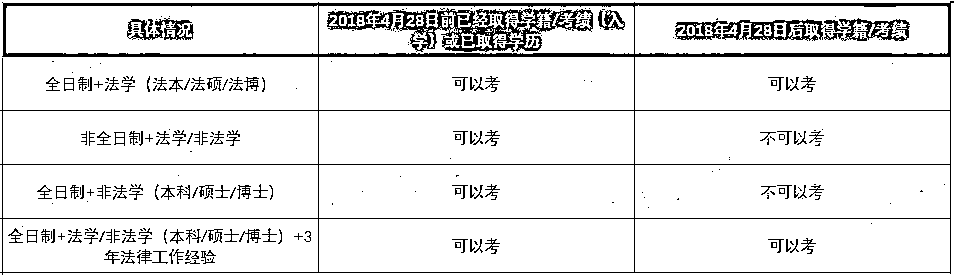 具体情况
2018年4月28日前已经取得学籍/考绩（入
学）或已取得学历
2018年4月28日后取得学籍/考绩
全日制+法学（法本/法硕/法博）
可以考
可以考
非全日制+法学/非法学
可以考
不可以考
全日制+非法学（本科/硕士/博士）
可以考
不可以考
全日制+法学/非法学（本科/硕士/博士）+3
年法律工作经验
可以考
可以考